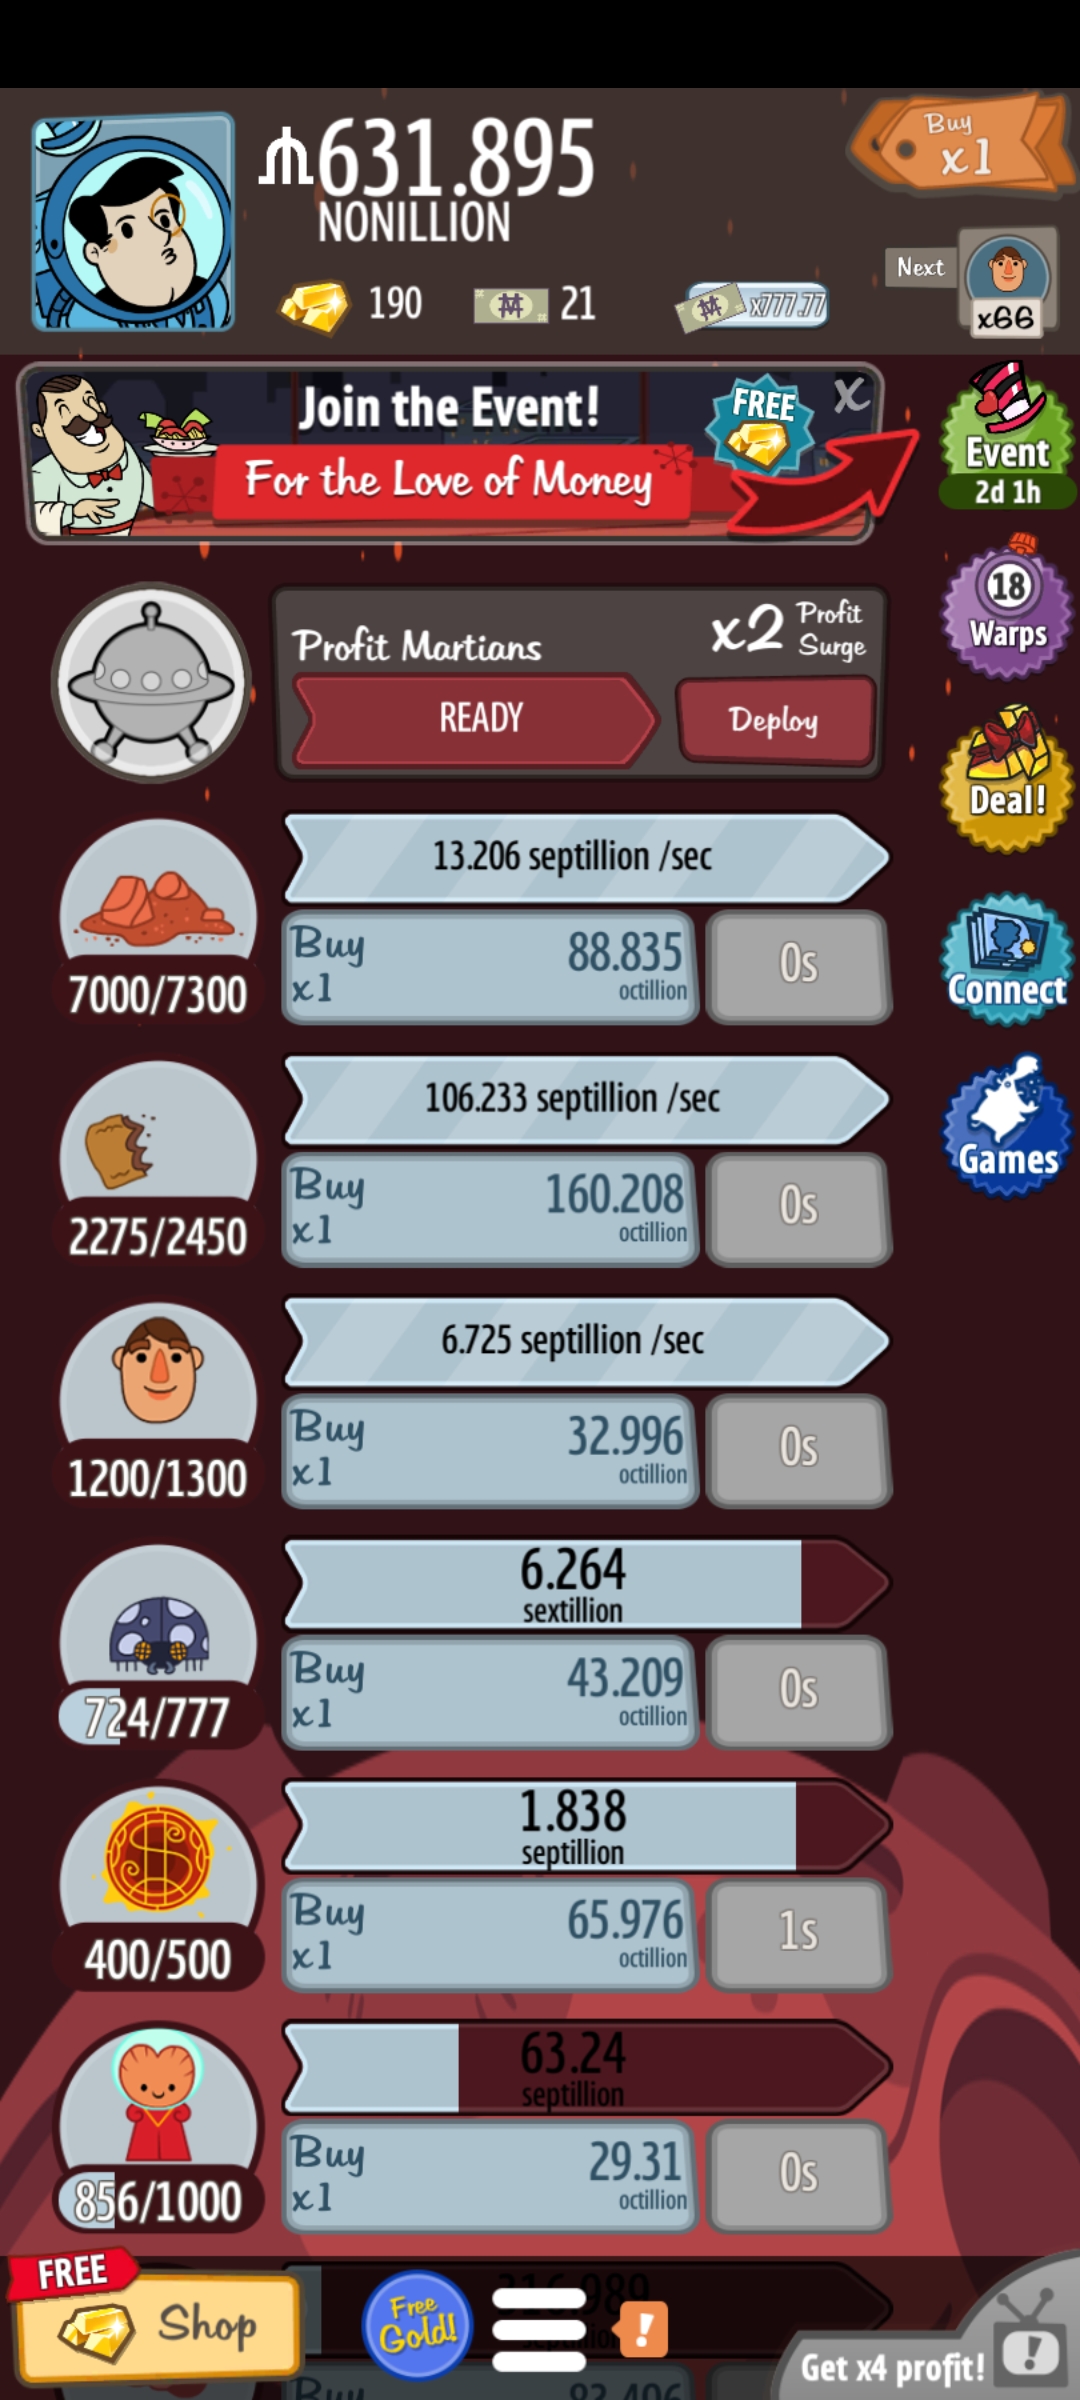 631.895
NONILLION
Buy
x1
190
21
x777.77
Next
x66
Join the Event!
For the Love of Money
FREE
X
Event
2d 1h
18
Warps
Deal!
Connect
Games
Profit Martians
x2 Profit Surge
READY
Deploy
13.206 septillion /sec
7000/7300
Buy x1
88.835
octillion
0s
106.233 septillion /sec
2275/2450
Buy x1
160.208
octillion
0s
6.725 septillion /sec
1200/1300
Buy x1
32.996
octillion
0s
6.264
sextillion
724/777
Buy x1
43.209
octillion
0s
1.838
septillion
400/500
Buy x1
65.976
octillion
1s
63.24
septillion
856/1000
Buy x1
29.31
octillion
0s
316.989
FREE
Shop
Free Gold!
!
Get x4 profit!
!
Buy